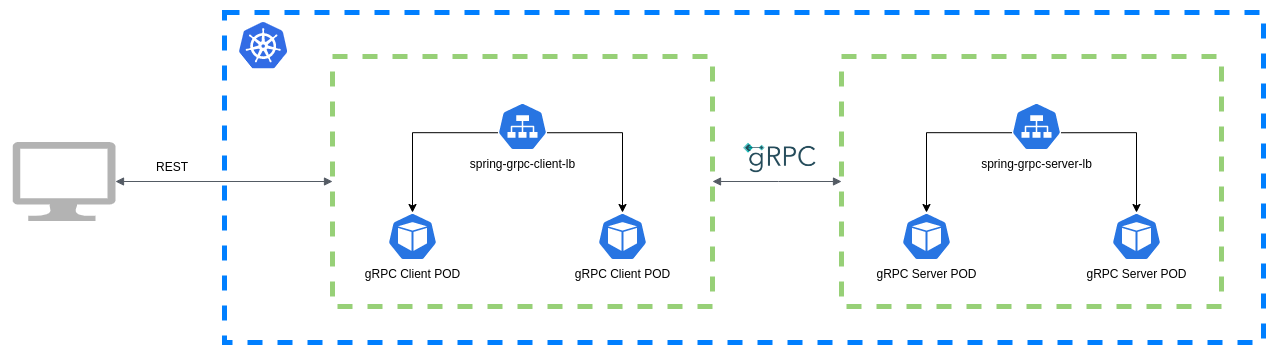 REST
spring-grpc-client-lb
gRPC Client POD
gRPC Client POD
gRPC
spring-grpc-server-lb
gRPC Server POD
gRPC Server POD